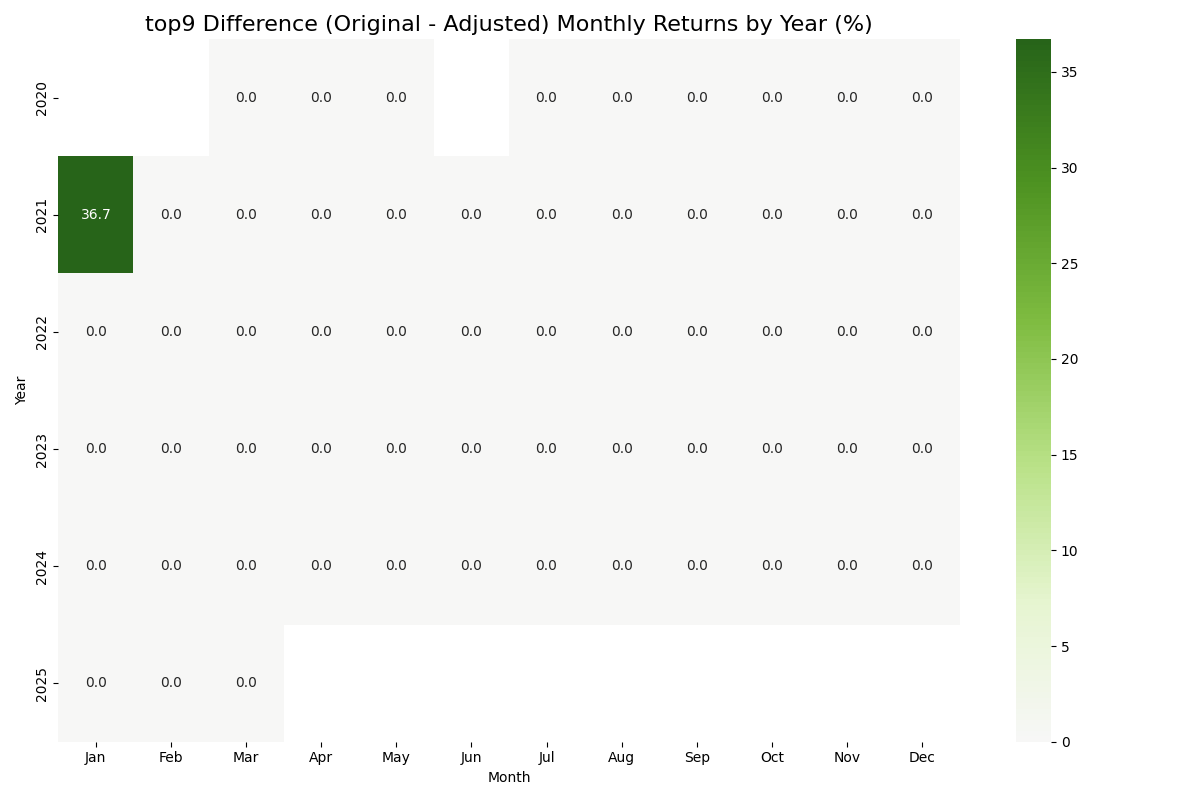 top9 Difference (Original - Adjusted) Monthly Returns by Year (%)
2020 0.0 0.0 0.0 0.0 0.0 0.0 0.0 0.0 0.0
2021 36.7 0.0 0.0 0.0 0.0 0.0 0.0 0.0 0.0 0.0 0.0 0.0
2022 0.0 0.0 0.0 0.0 0.0 0.0 0.0 0.0 0.0 0.0 0.0 0.0
Year
2023 0.0 0.0 0.0 0.0 0.0 0.0 0.0 0.0 0.0 0.0 0.0 0.0
2024 0.0 0.0 0.0 0.0 0.0 0.0 0.0 0.0 0.0 0.0 0.0 0.0
2025 0.0 0.0 0.0
Jan Feb Mar Apr May Jun Jul Aug Sep Oct Nov Dec
Month
35
30
25
20
15
10
5
0